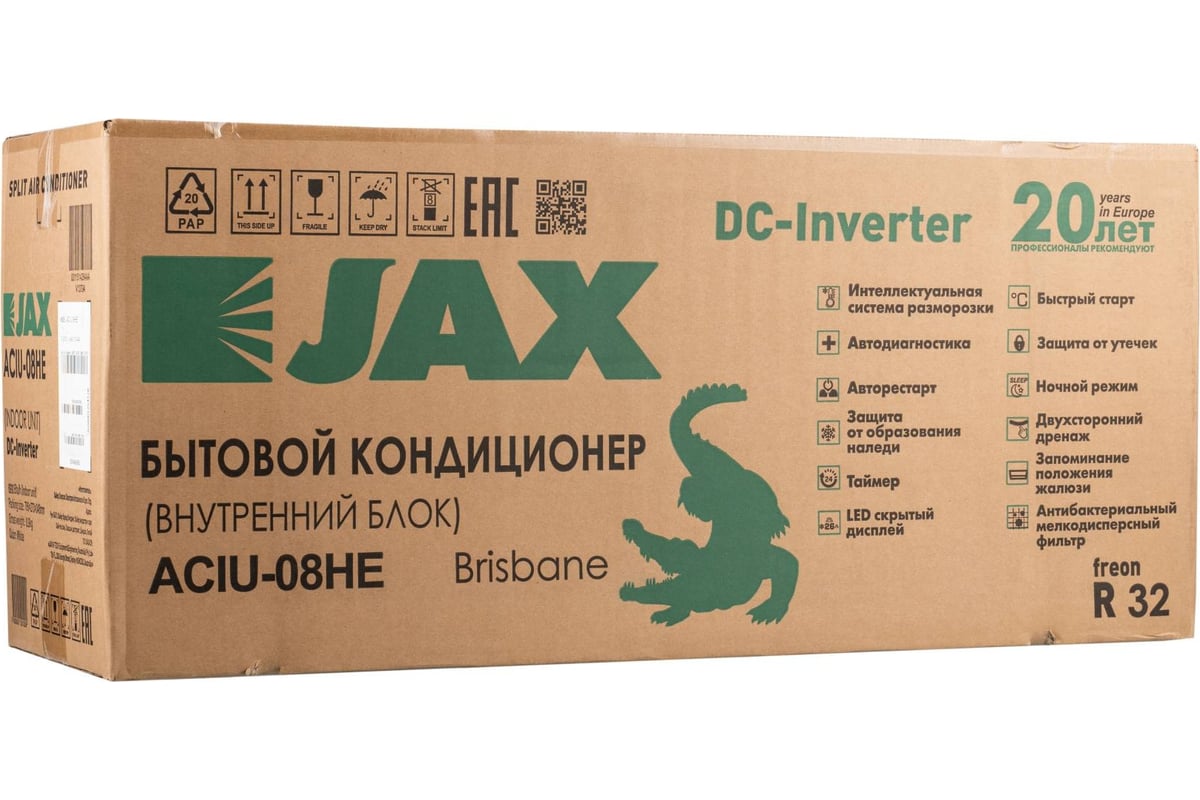 SPLIT AIR CONDITIONER
JAX
ACIU-08HE
(INDOOR UNIT)
DC-Inverter
EAC
20
PAP
THIS SIDE UP
FRAGILE
KEEP DRY
8
STACK LIMIT
EAC
DC-Inverter
20 лет
years
in Europe
ПРОФЕССИОНАЛЫ РЕКОМЕНДУЮТ
JAX
БЫТОВОЙ КОНДИЦИОНЕР
(ВНУТРЕННИЙ БЛОК)
ACIU-08HE
Brisbane
Интеллектуальная
система разморозки
Автодиагностика
Авторестарт
Защита
от образования
наледи
24
Таймер
LED скрытый
дисплей
°C
Быстрый старт
Защита от утечек
SLEEP
Ночной режим
Двухсторонний
дренаж
Запоминание
положения
жалюзи
Антибактериальный
мелкодисперсный
фильтр
freon
R 32